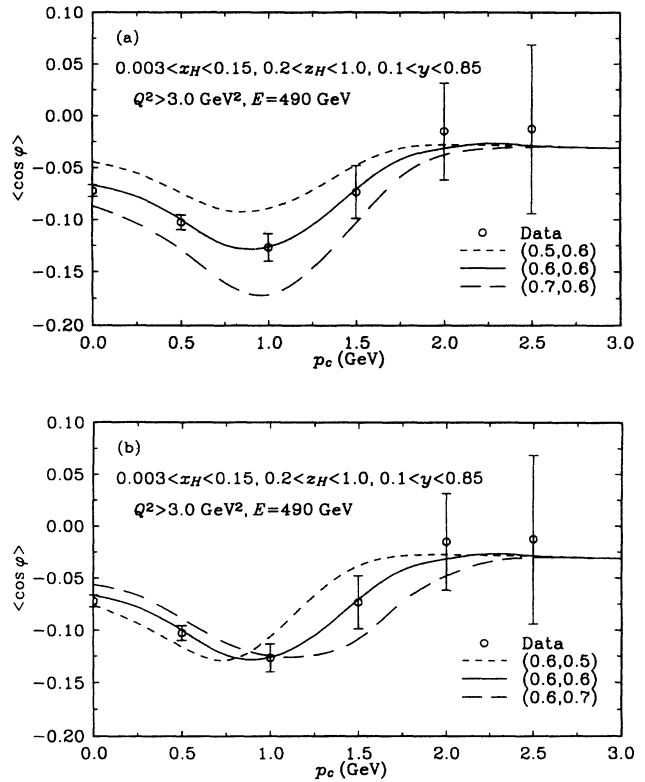 (a)
0.003<x_H<0.15, 0.2<z_H<1.0, 0.1<y<0.85
Q²>3.0 GeV², E=490 GeV
0.10
0.05
0.00
−0.05
−0.10
−0.15
−0.20
<cos φ>
Data
(0.5,0.6)
(0.6,0.6)
(0.7,0.6)
0.0 0.5 1.0 1.5 2.0 2.5 3.0
p_c (GeV)
(b)
0.003<x_H<0.15, 0.2<z_H<1.0, 0.1<y<0.85
Q²>3.0 GeV², E=490 GeV
0.10
0.05
0.00
−0.05
−0.10
−0.15
−0.20
<cos φ>
Data
(0.6,0.5)
(0.6,0.6)
(0.6,0.7)
0.0 0.5 1.0 1.5 2.0 2.5 3.0
p_c (GeV)